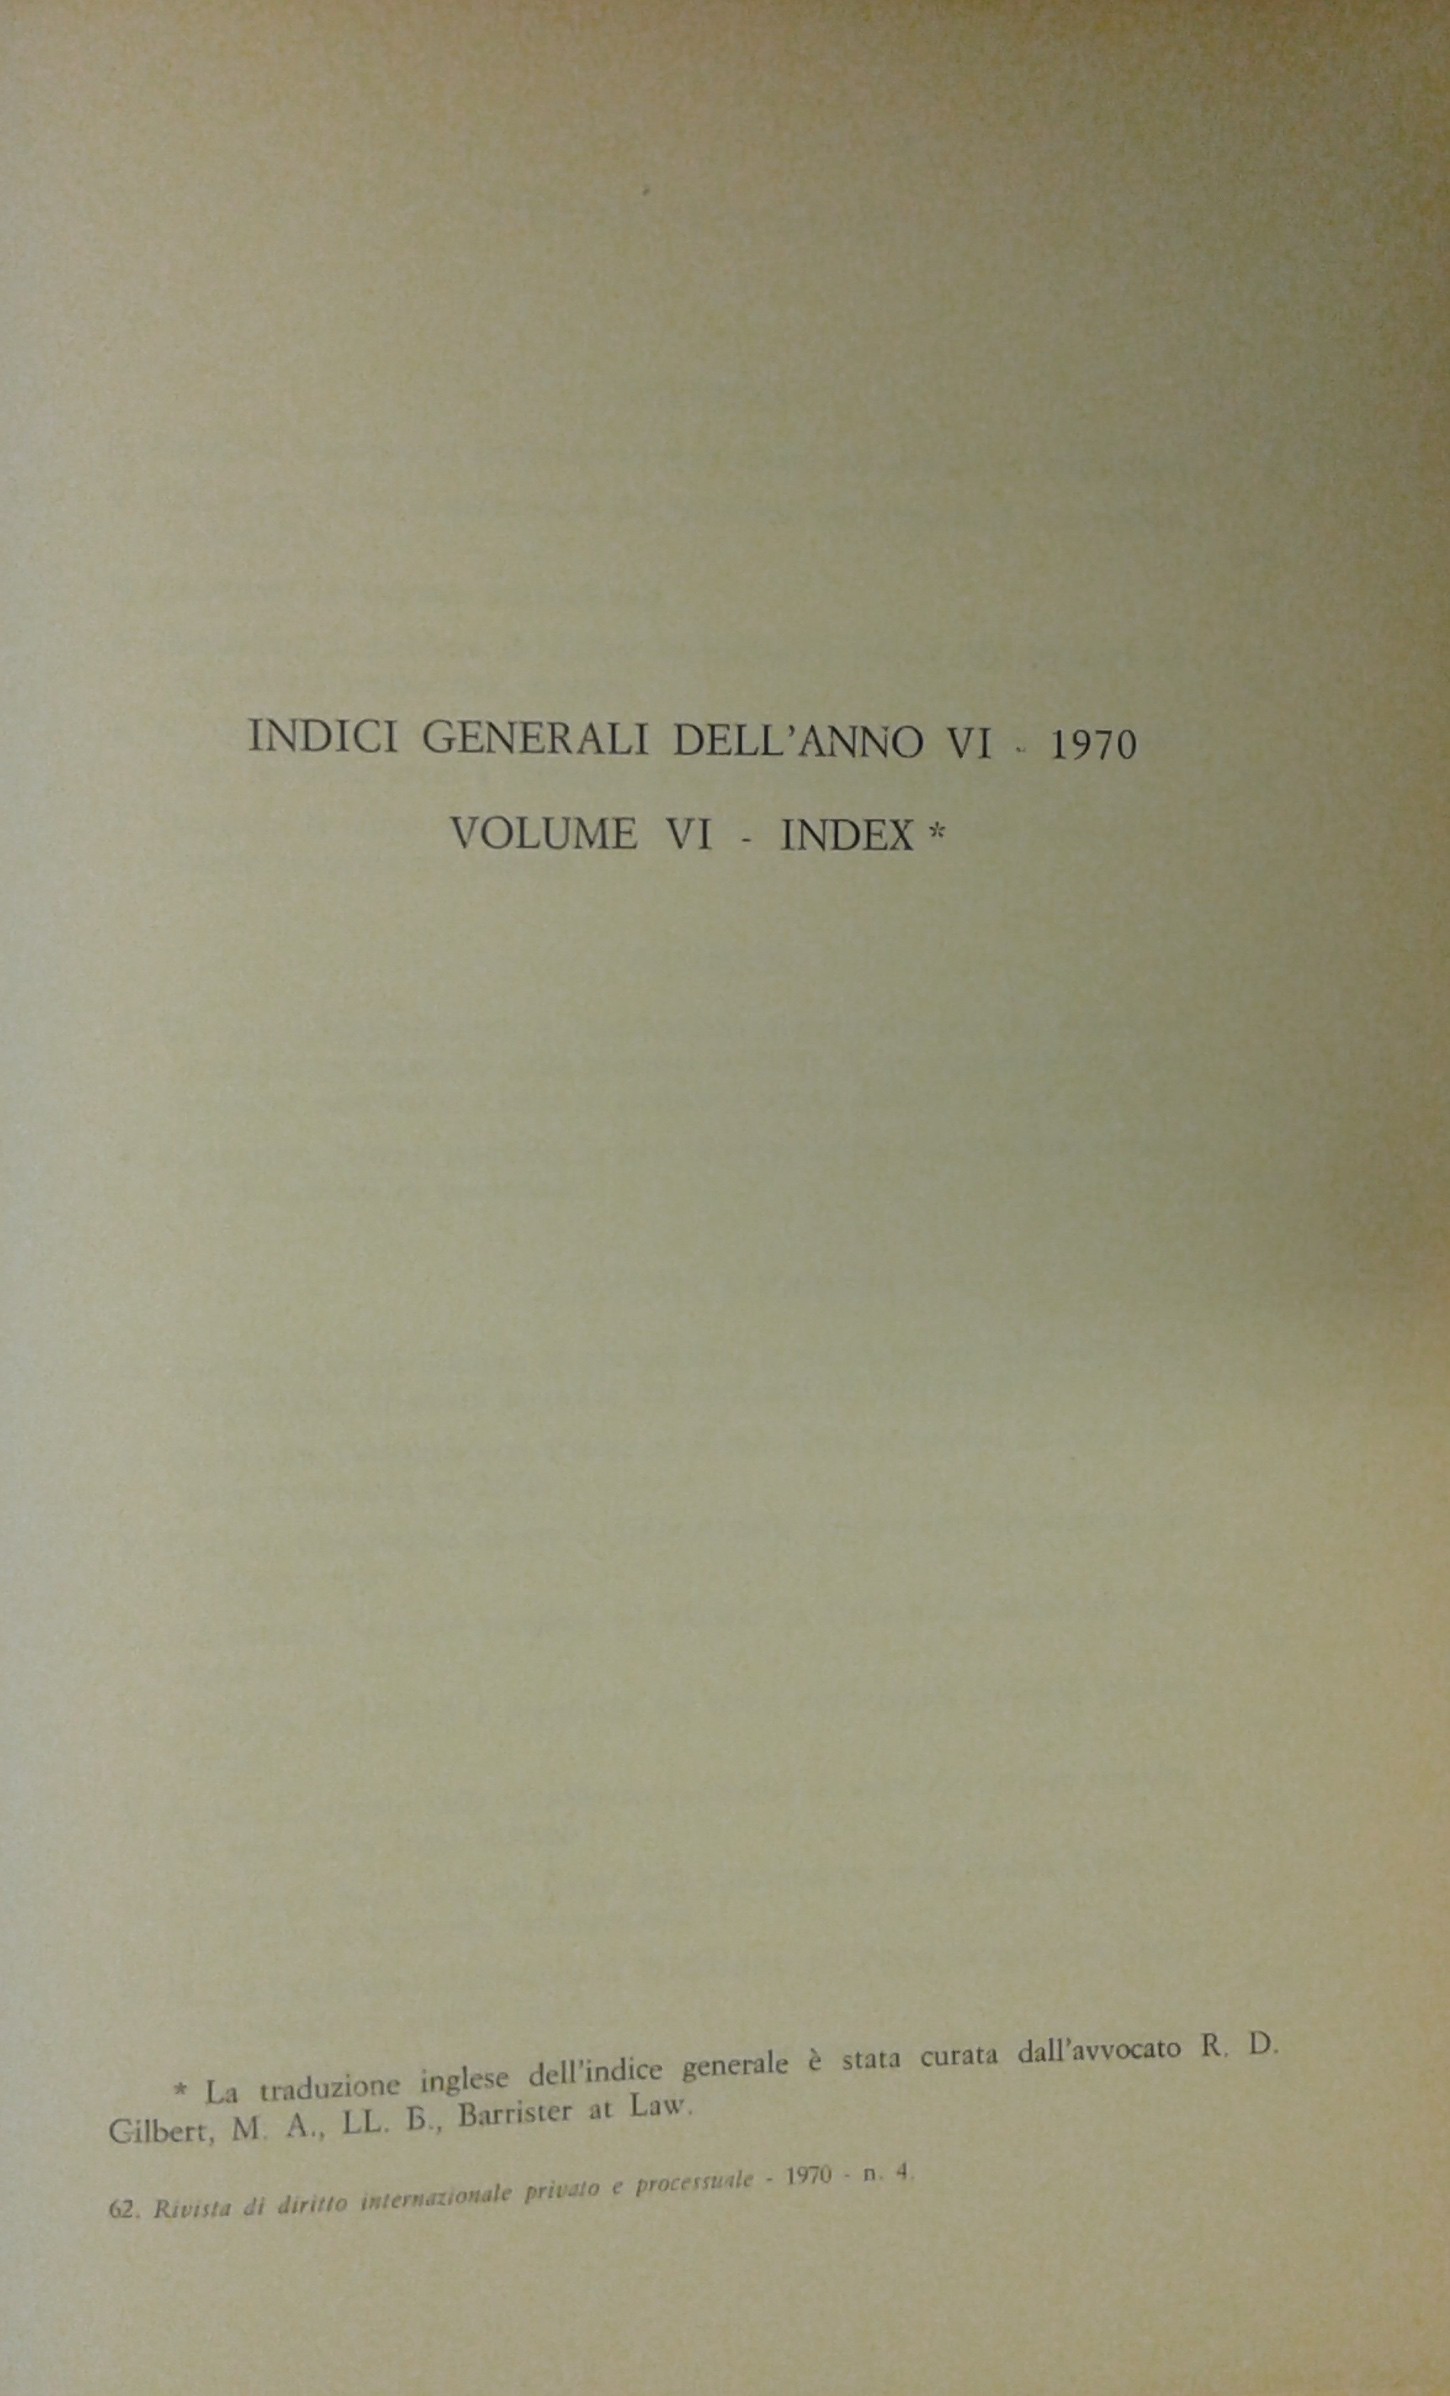 INDICI GENERALI DELL'ANNO VI - 1970
VOLUME VI - INDEX *
* La traduzione inglese dell'indice generale è stata curata dall'avvocato R. D.
Gilbert, M. A., LL. B., Barrister at Law.
62. Rivista di diritto internazionale privato e processuale - 1970 - n. 4.